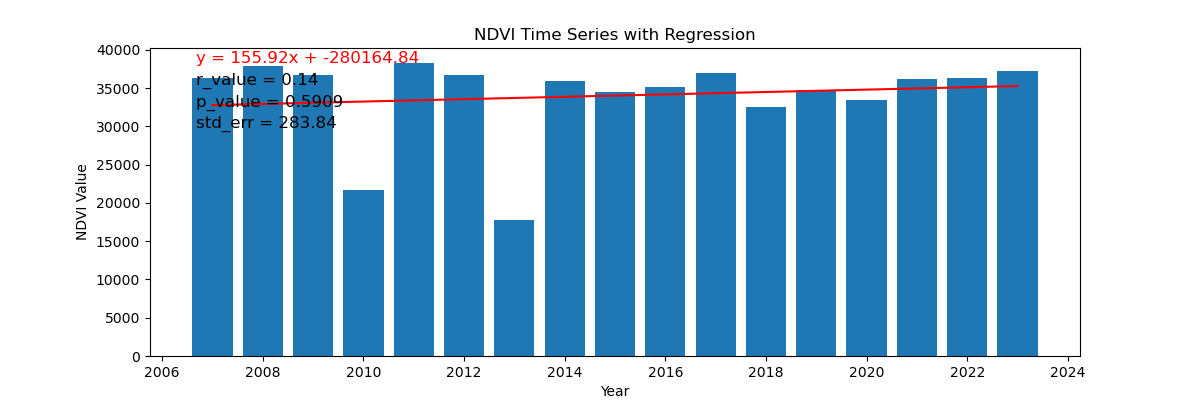 NDVI Time Series with Regression
y = 155.92x + -280164.84
r_value = 0.14
p_value = 0.5909
std_err = 283.84
NDVI Value
40000
35000
30000
25000
20000
15000
10000
5000
0
2006 2008 2010 2012 2014 2016 2018 2020 2022 2024
Year